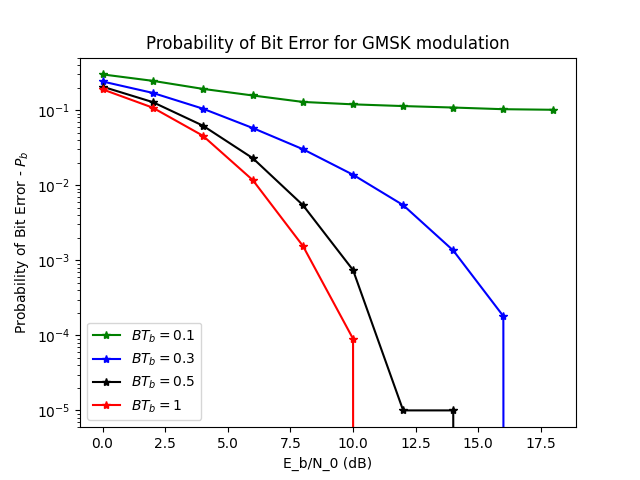 Probability of Bit Error for GMSK modulation
Probability of Bit Error - $P_b$
$10^{-1}$
$10^{-2}$
$10^{-3}$
$10^{-4}$
$10^{-5}$
$BT_b = 0.1$
$BT_b = 0.3$
$BT_b = 0.5$
$BT_b = 1$
0.0 2.5 5.0 7.5 10.0 12.5 15.0 17.5
E_b/N_0 (dB)